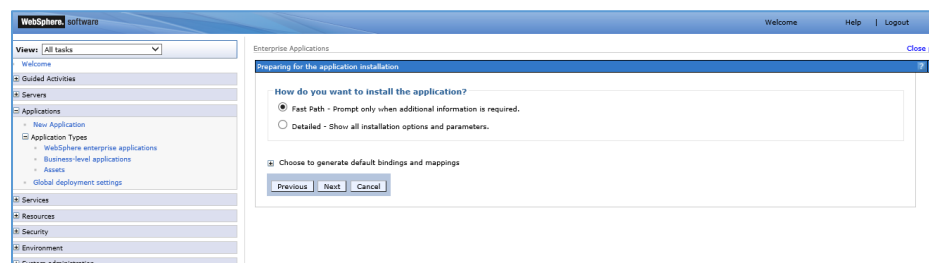 WebSphere. software
Welcome Help | Logout
View: All tasks
Welcome
Guided Activities
Servers
Applications
New Application
Application Types
WebSphere enterprise applications
Business-level applications
Assets
Global deployment settings
Services
Resources
Security
Environment
System administration
Enterprise Applications
Close
Preparing for the application installation
?
How do you want to install the application?
Fast Path - Prompt only when additional information is required.
Detailed - Show all installation options and parameters.
Choose to generate default bindings and mappings
Previous Next Cancel